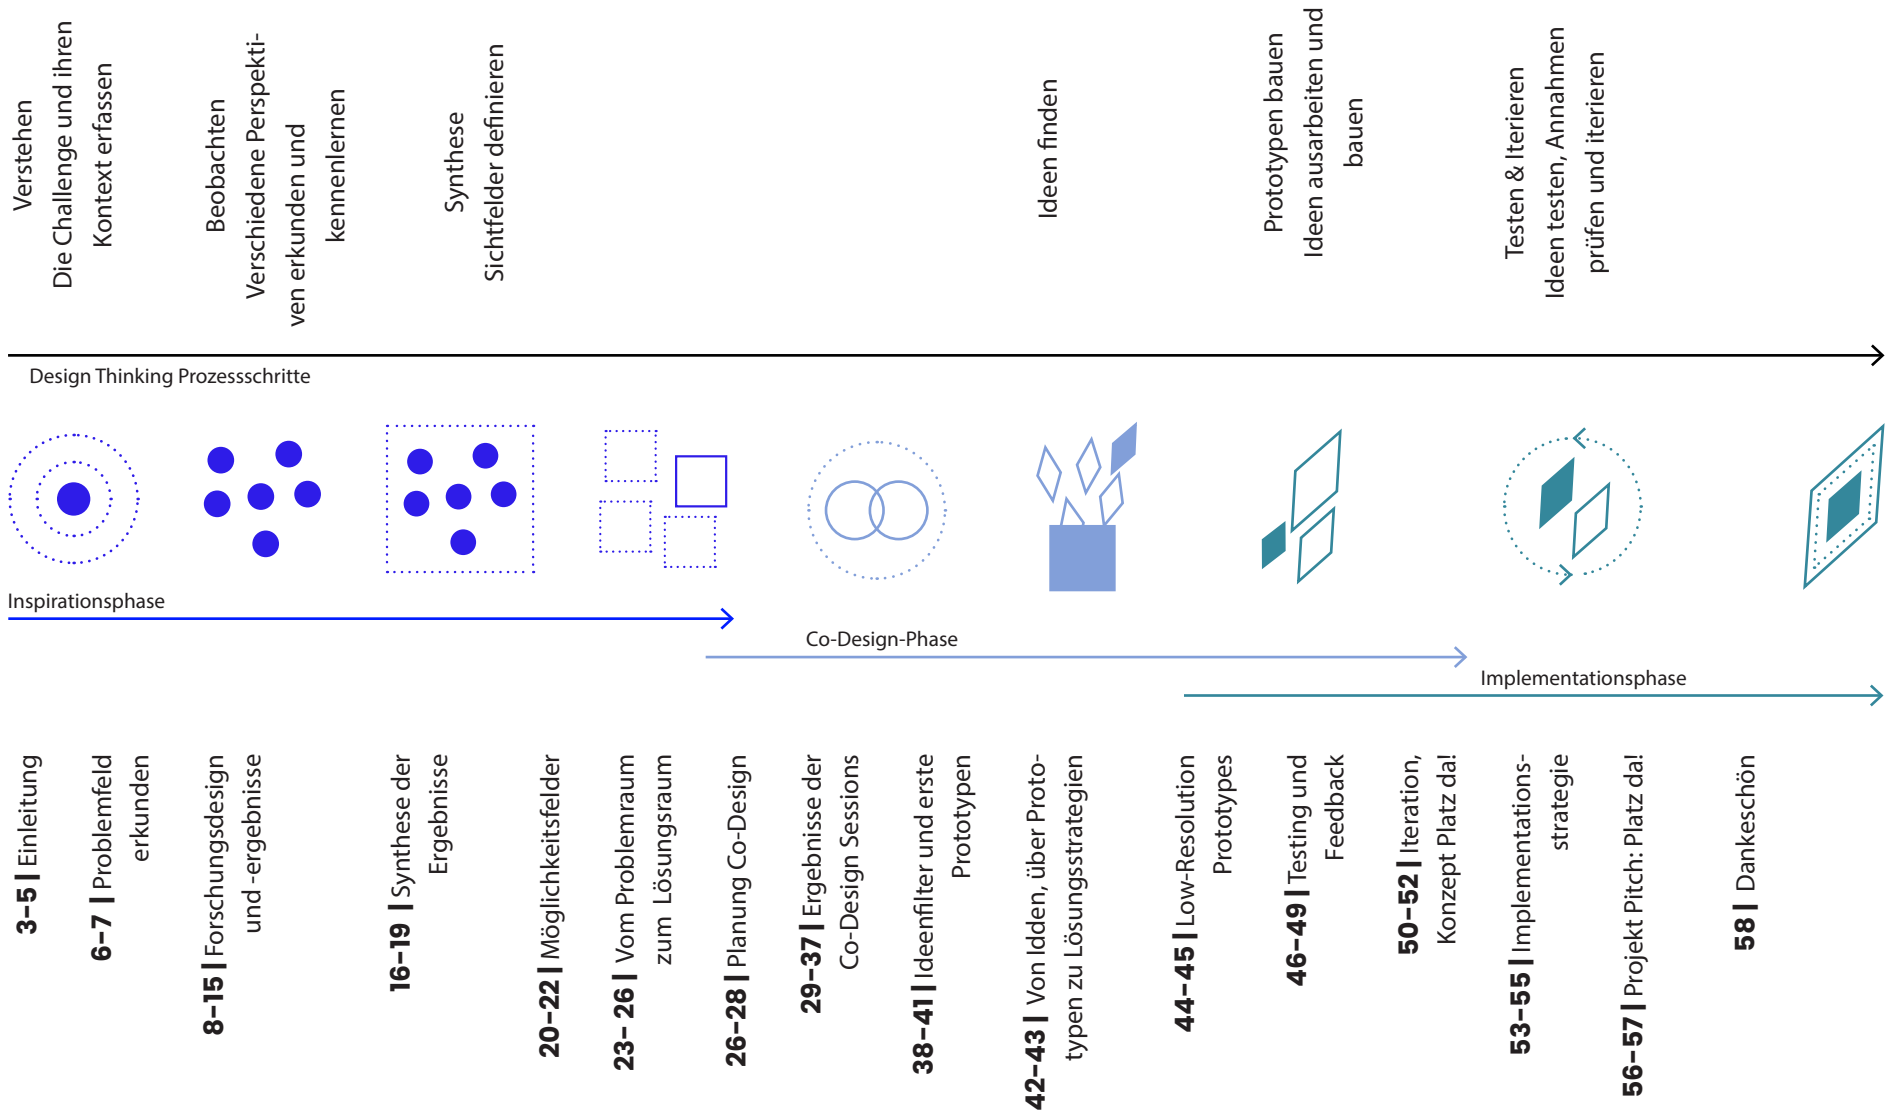 Verstehen
Die Challenge und ihren
Kontext erfassen
Beobachten
Verschiedene Perspekti-
ven erkunden und
kennenlernen
Synthese
Sichtfelder definieren
Ideen finden
Prototypen bauen
Ideen ausarbeiten und
bauen
Testen & Iterieren
Ideen testen, Annahmen
prüfen und iterieren
Design Thinking Prozessschritte
Inspirationsphase
Co-Design-Phase
Implementationsphase
3–5 | Einleitung
6–7 | Problemfeld
erkunden
8–15 | Forschungsdesign
und -ergebnisse
16–19 | Synthese der
Ergebnisse
20–22 | Möglichkeitsfelder
23– 26 | Vom Problemraum
zum Lösungsraum
26–28 | Planung Co-Design
29–37 | Ergebnisse der
Co-Design Sessions
38–41 | Ideenfilter und erste
Prototypen
42–43 | Von Idden, über Proto-
typen zu Lösungsstrategien
44–45 | Low-Resolution
Prototypes
46–49 | Testing und
Feedback
50–52 | Iteration,
Konzept Platz da!
53–55 | Implementations-
strategie
56–57 | Projekt Pitch: Platz da!
58 | Dankeschön